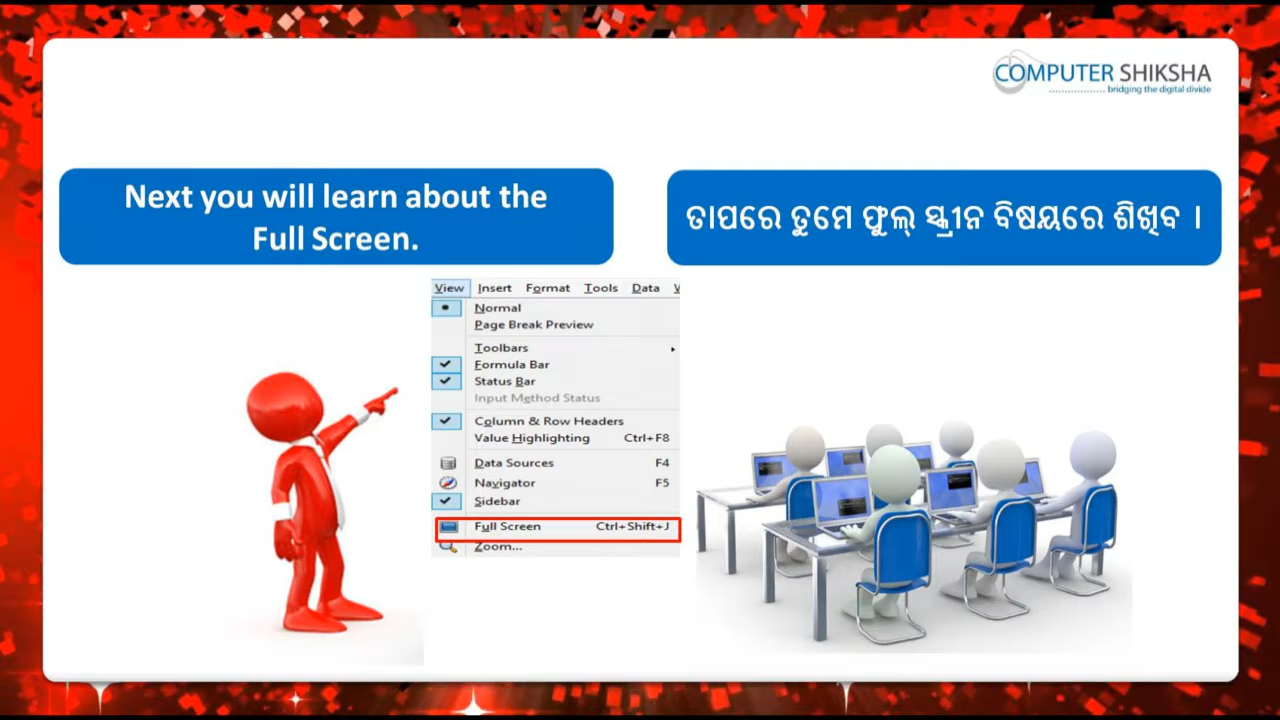 COMPUTER SHIKSHA
bridging the digital divide
Next you will learn about the
Full Screen.
ତାପରେ ତୁମେ ଫୁଲ୍ ସ୍କ୍ରୀନ ବିଷୟରେ ଶିଖିବ ।
View Insert Format Tools Data
Normal
Page Break Preview
Toolbars
Formula Bar
Status Bar
Input Method Status
Column & Row Headers
Value Highlighting Ctrl+F8
Data Sources F4
Navigator F5
Sidebar
Full Screen Ctrl+Shift+J
Zoom...